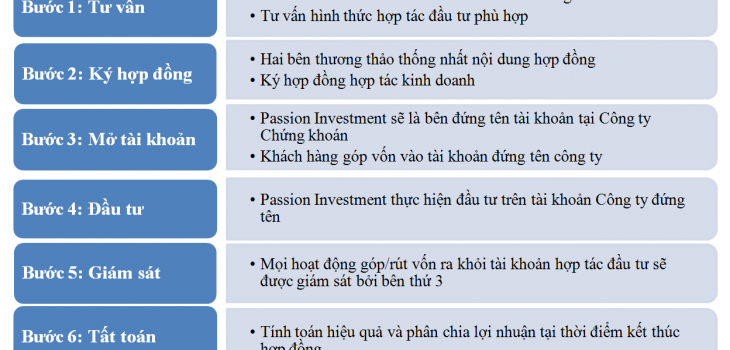 Bước 1: Tư vấn
• Tư vấn hình thức hợp tác đầu tư phù hợp
Bước 2: Ký hợp đồng
• Hai bên thương thảo thống nhất nội dung hợp đồng
• Ký hợp đồng hợp tác kinh doanh
Bước 3: Mở tài khoản
• Passion Investment sẽ là bên đứng tên tài khoản tại Công ty
Chứng khoán
• Khách hàng góp vốn vào tài khoản đứng tên công ty
Bước 4: Đầu tư
• Passion Investment thực hiện đầu tư trên tài khoản Công ty đứng
tên
Bước 5: Giám sát
• Mọi hoạt động góp/rút vốn ra khỏi tài khoản hợp tác đầu tư sẽ
được giám sát bởi bên thứ 3
Bước 6: Tất toán
• Tính toán hiệu quả và phân chia lợi nhuận tại thời điểm kết thúc
hợp đồng